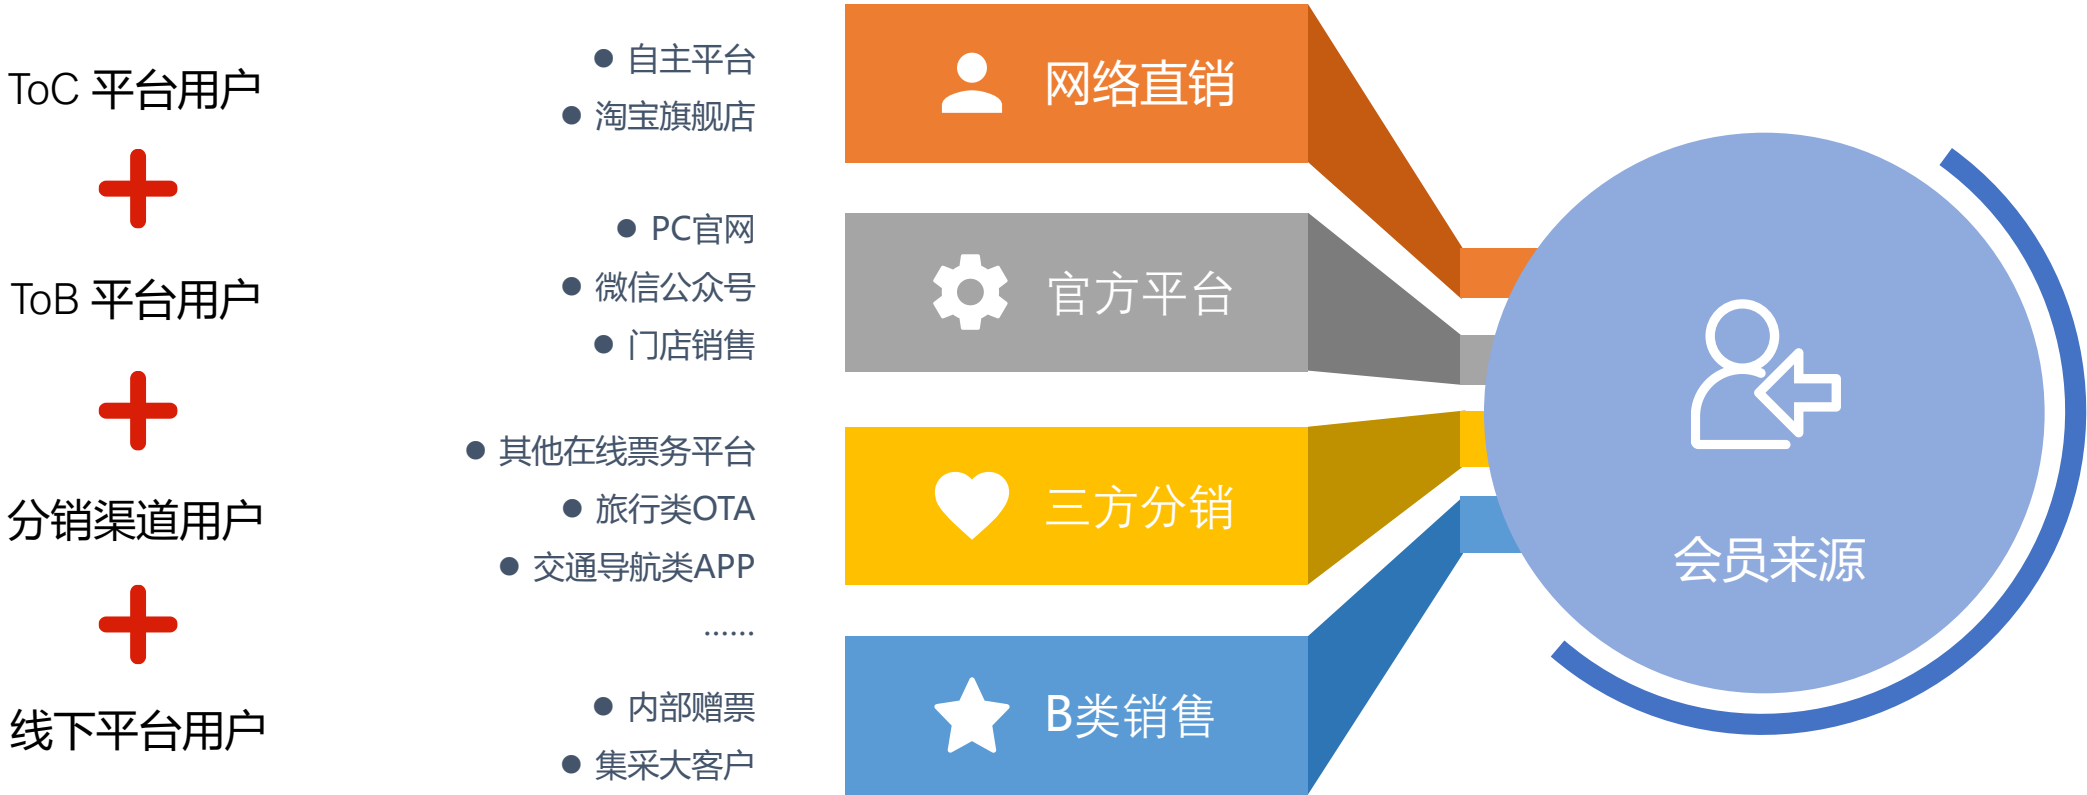 ToC 平台用户
ToB 平台用户
分销渠道用户
线下平台用户
自主平台
淘宝旗舰店
PC官网
微信公众号
门店销售
其他在线票务平台
旅行类OTA
交通导航类APP
......
内部赠票
集采大客户
网络直销
官方平台
三方分销
B类销售
会员来源